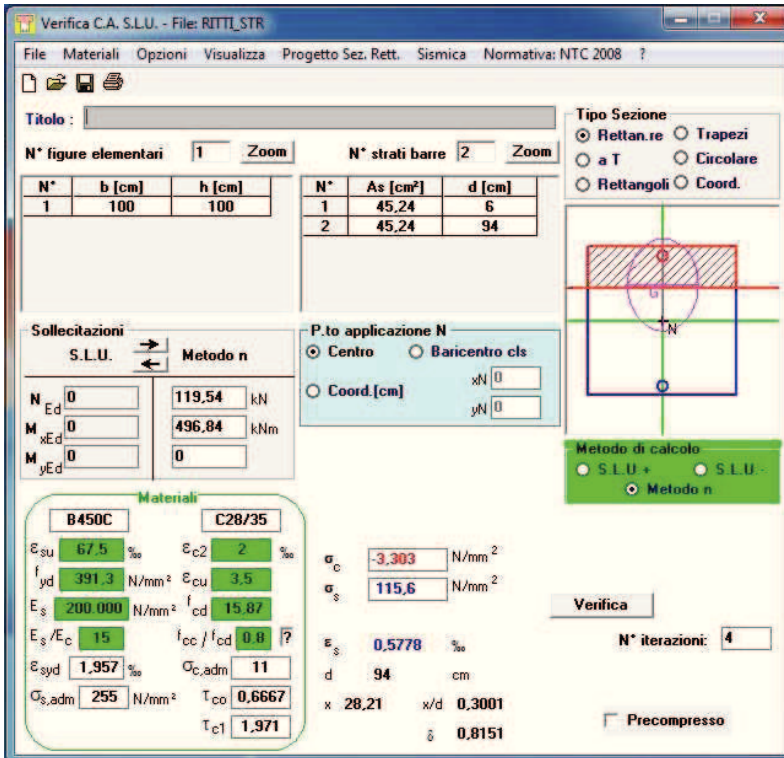 Verifica C.A. S.L.U. - File: RITTI_STR
File Materiali Opzioni Visualizza Progetto Sez. Rett. Sismica Normativa: NTC 2008 ?
Titolo :
N° figure elementari 1 Zoom
N° strati barre 2 Zoom
N° b [cm] h [cm]
1 100 100
N° As [cm²] d [cm]
1 45,24 6
2 45,24 94
Tipo Sezione
Rettan.re Trapezi
a T Circolare
Rettangoli Coord.
G
N
Sollecitazioni
S.L.U. Metodo n
N Ed 0 119,54 kN
M xEd 0 496,84 kNm
M yEd 0 0
P.to applicazione N
Centro Baricentro cls
Coord.[cm] xN 0
yN 0
Metodo di calcolo
S.L.U.+ S.L.U.-
Metodo n
Materiali
B450C C28/35
εsu 67,5 ‰ εc2 2 ‰
fyd 391,3 N/mm² εcu 3,5
Es 200.000 N/mm² fcd 15,87
Es/Ec 15 fcc / fcd 0,8 ?
εsyd 1,957 ‰ σc,adm 11
σs,adm 255 N/mm² τco 0,6667
τc1 1,971
σc -3,303 N/mm²
σs 115,6 N/mm²
εs 0,5778 ‰
d 94 cm
x 28,21 x/d 0,3001
δ 0,8151
Verifica
N° iterazioni: 4
Precompresso